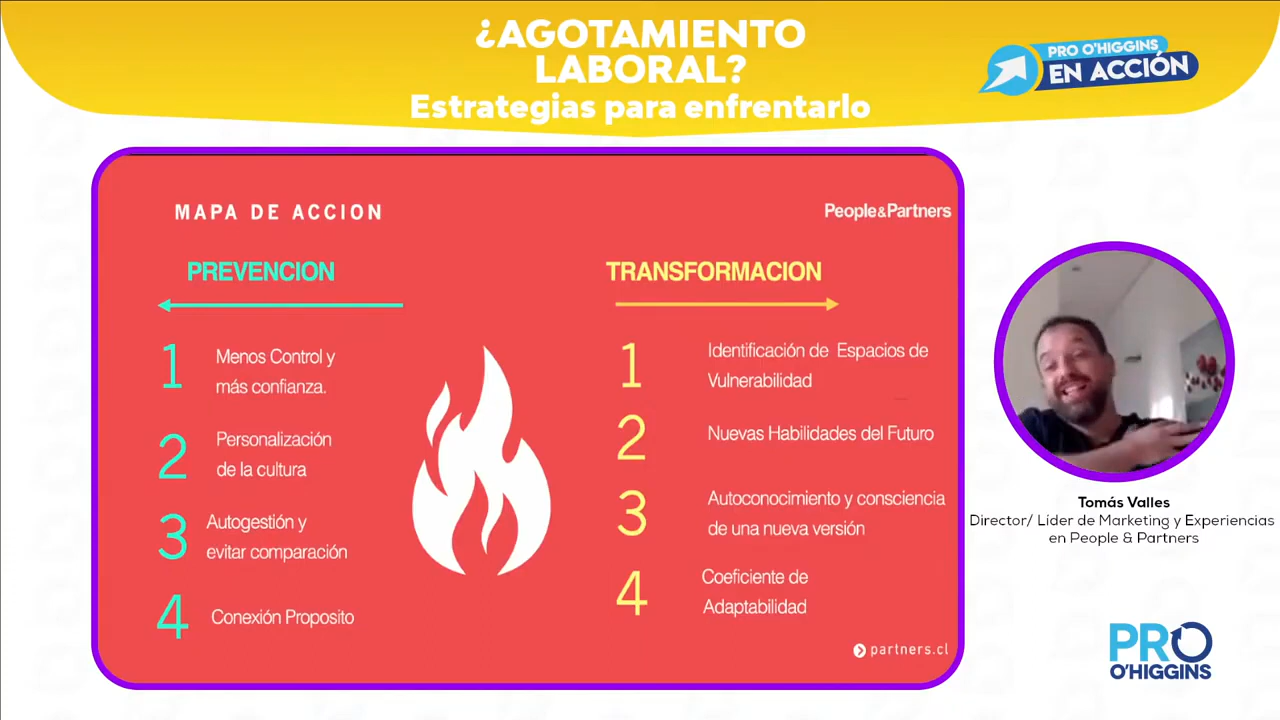 ¿AGOTAMIENTO
LABORAL?
Estrategias para enfrentarlo
PRO O'HIGGINS
EN ACCIÓN
MAPA DE ACCION
People&Partners
PREVENCION
1 Menos Control y
más confianza.
2 Personalización
de la cultura
3 Autogestión y
evitar comparación
4 Conexión Proposito
TRANSFORMACION
1 Identificación de Espacios de
Vulnerabilidad
2 Nuevas Habilidades del Futuro
3 Autoconocimiento y consciencia
de una nueva versión
4 Coeficiente de
Adaptabilidad
partners.cl
Tomás Valles
Director/ Líder de Marketing y Experiencias
en People & Partners
PRO
O'HIGGINS